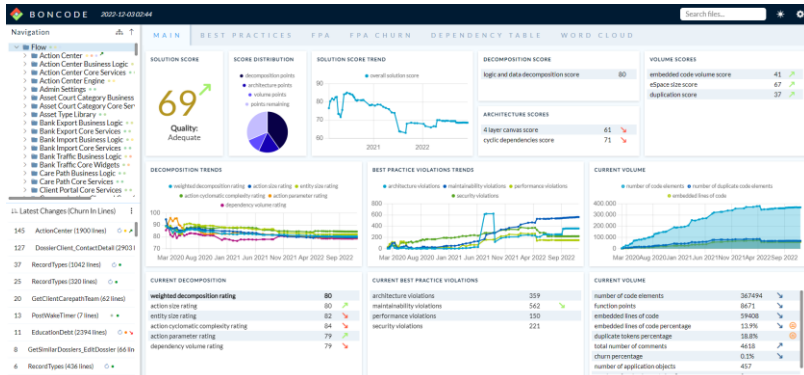 BONCODE 2022-12-03 02:44
Search files...
Navigation
Flow
Action Center
Action Center Business Logic
Action Center Core Services
Action Center Engine
Admin Settings
Asset Court Category Business
Asset Court Category Core Ser
Asset Type Library
Bank Export Business Logic
Bank Export Core Services
Bank Import Business Logic
Bank Import Core Services
Bank Traffic Business Logic
Bank Traffic Core Widgets
Care Path Business Logic
Care Path Core Services
Client Portal Core Services
Latest Changes (Churn In Lines)
145 ActionCenter (1900 lines)
127 DossierClient_ContactDetail (2903 l
37 RecordTypes (1042 lines)
25 RecordTypes (320 lines)
20 GetClientCarepathTeam (62 lines)
13 PostWakeTimer (7 lines)
11 EducationDebt (2394 lines)
8 GetSimilarDossiers_EditDossier (66 lin
6 RecordTypes (436 lines)
MAIN BEST PRACTICES FPA FPA CHURN DEPENDENCY TABLE WORD CLOUD
SOLUTION SCORE
69
Quality:
Adequate
SCORE DISTRIBUTION
decomposition points
architecture points
volume points
points remaining
SOLUTION SCORE TREND
overall solution score
90
80
70
60
2021 2022
DECOMPOSITION SCORE
logic and data decomposition score 80
ARCHITECTURE SCORES
4 layer canvas score 61
cyclic dependencies score 71
VOLUME SCORES
embedded code volume score 41
eSpace size score 67
duplication score 37
DECOMPOSITION TRENDS
weighted decomposition rating action size rating entity size rating
action cyclomatic complexity rating action parameter rating
dependency volume rating
100
90
80
70
Mar 2020 Aug 2020 Jan 2021 Jun 2021 Nov 2021 Apr 2022 Sep 2022
BEST PRACTICE VIOLATIONS TRENDS
architecture violations maintainability violations performance violations
security violations
800
600
400
200
0
Mar 2020 Aug 2020 Jan 2021 Jun 2021 Nov 2021 Apr 2022 Sep 2022
CURRENT VOLUME
number of code elements number of duplicate code elements
embedded lines of code
400.000
300.000
200.000
100.000
0
Mar 2020 Aug 2020 Jan 2021 Jun 2021 Nov 2021 Apr 2022 Sep 2022
CURRENT DECOMPOSITION
weighted decomposition rating 80
action size rating 80
entity size rating 82
action cyclomatic complexity rating 84
action parameter rating 79
dependency volume rating 79
CURRENT BEST PRACTICE VIOLATIONS
architecture violations 359
maintainability violations 562
performance violations 150
security violations 221
CURRENT VOLUME
number of code elements 367494
function points 8671
embedded lines of code 59408
embedded lines of code percentage 13.9%
duplicate tokens percentage 18.8%
total number of comments 4618
churn percentage 0.1%
number of application objects 457